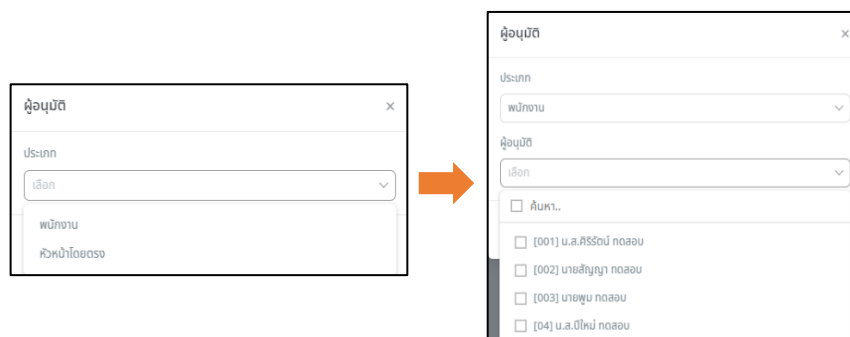 ผู้อนุมัติ
ประเภท
เลือก
พนักงาน
หัวหน้าโดยตรง
ผู้อนุมัติ
ประเภท
พนักงาน
ผู้อนุมัติ
เลือก
ค้นหา..
[001] น.ส.ศิริรัตน์ ทดสอบ
[002] นายสัญญา ทดสอบ
[003] นายพูม ทดสอบ
[04] น.ส.ปีใหม่ ทดสอบ